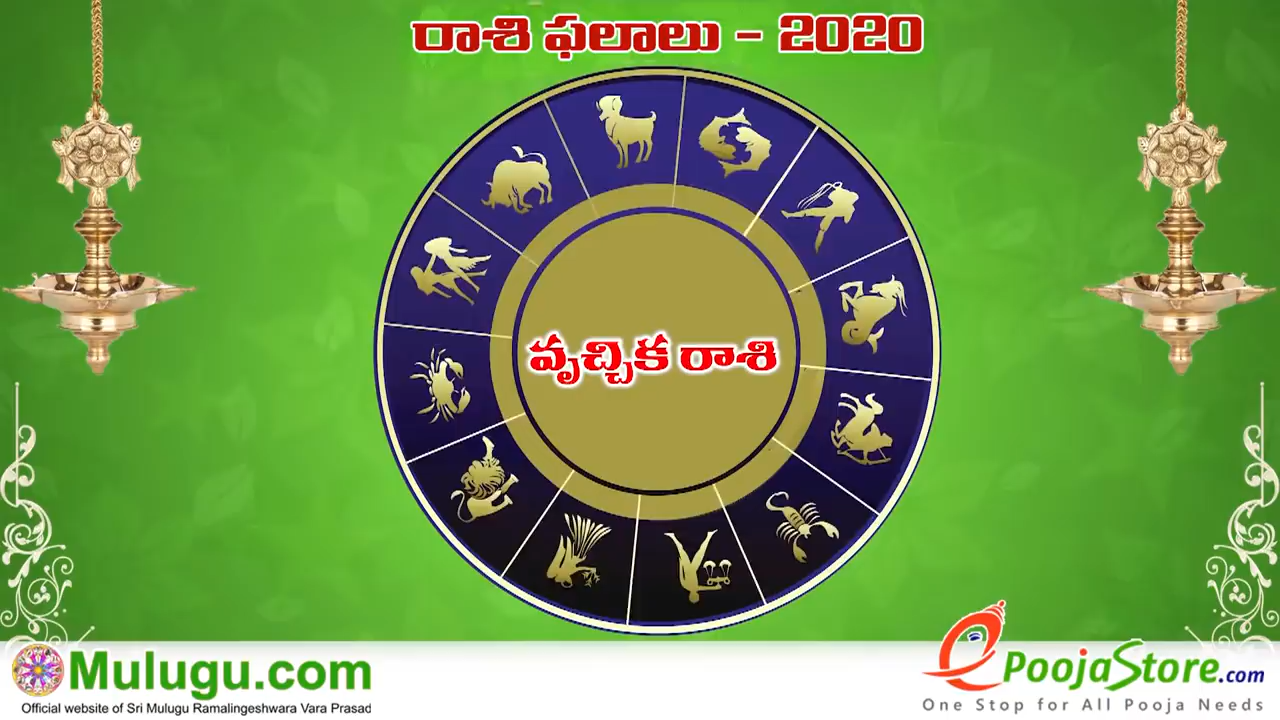 రాశి ఫలాలు - 2020
వృచ్చిక రాశి
Mulugu.com
Official website of Sri Mulugu Ramalingeshwara Vara Prasad
ePoojaStore.com
One Stop for All Pooja Needs